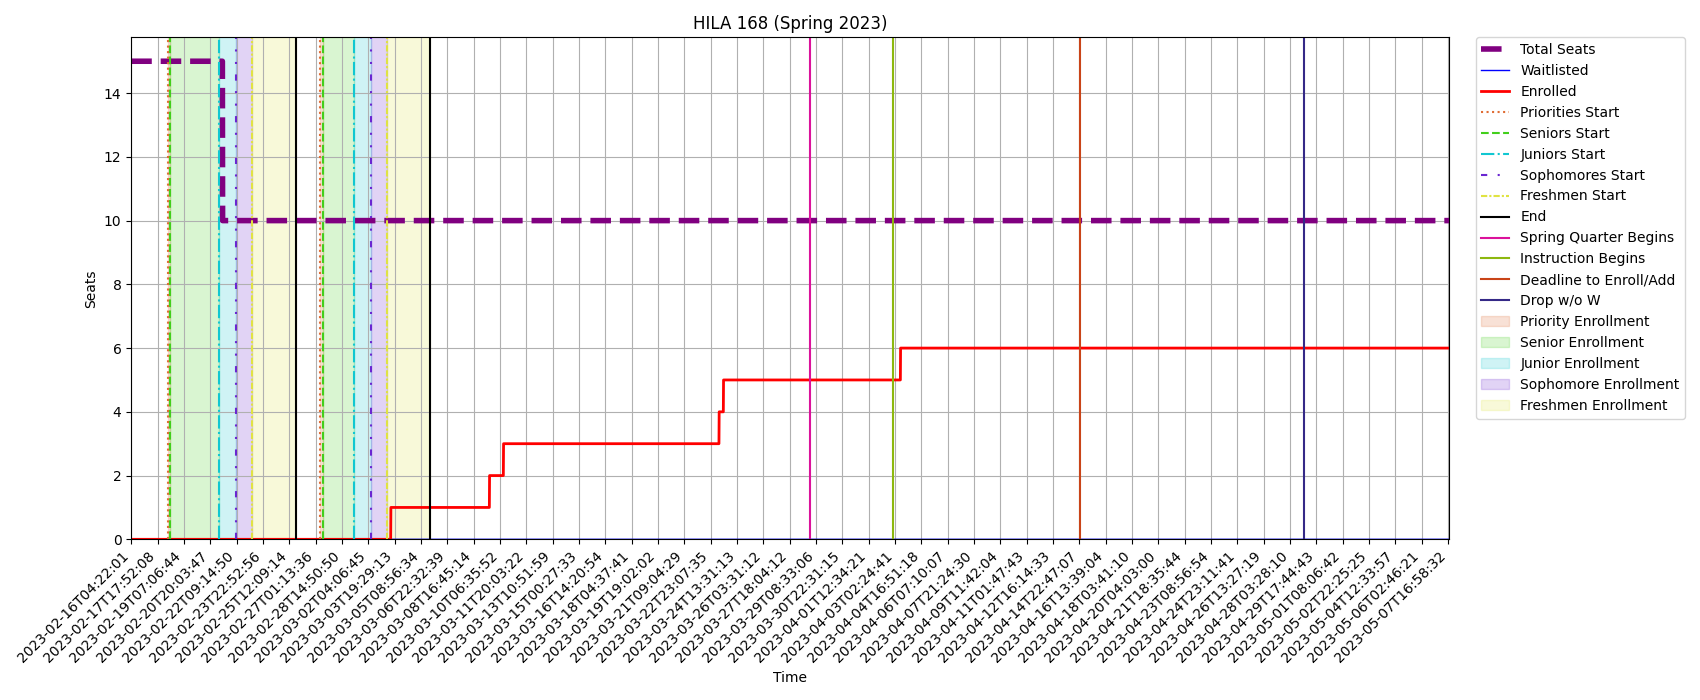 HILA 168 (Spring 2023)
Seats
14
12
10
8
6
4
2
0
2023-02-16T04:22:01
2023-02-17T17:52:08
2023-02-19T07:06:44
2023-02-20T20:03:47
2023-02-22T09:14:50
2023-02-23T22:52:56
2023-02-25T12:09:14
2023-02-27T01:13:36
2023-02-28T14:50:50
2023-03-02T04:06:45
2023-03-03T19:29:13
2023-03-05T08:56:34
2023-03-06T22:32:39
2023-03-08T16:45:14
2023-03-10T06:35:52
2023-03-11T20:03:22
2023-03-13T10:51:59
2023-03-15T00:27:33
2023-03-16T14:20:54
2023-03-18T04:37:41
2023-03-19T19:02:02
2023-03-21T09:04:29
2023-03-22T23:07:35
2023-03-24T13:31:13
2023-03-26T03:31:12
2023-03-27T18:04:12
2023-03-29T08:33:06
2023-03-30T22:31:15
2023-04-01T12:34:21
2023-04-03T02:24:41
2023-04-04T16:51:18
2023-04-06T07:10:07
2023-04-07T21:24:30
2023-04-09T11:42:04
2023-04-11T01:47:43
2023-04-12T16:14:33
2023-04-14T22:47:07
2023-04-16T13:39:04
2023-04-18T03:41:10
2023-04-20T04:03:00
2023-04-21T18:35:44
2023-04-23T08:56:54
2023-04-24T23:11:41
2023-04-26T13:27:19
2023-04-28T03:28:10
2023-04-29T17:44:43
2023-05-01T08:06:42
2023-05-02T22:25:25
2023-05-04T12:33:57
2023-05-06T02:46:21
2023-05-07T16:58:32
Time
Total Seats
Waitlisted
Enrolled
Priorities Start
Seniors Start
Juniors Start
Sophomores Start
Freshmen Start
End
Spring Quarter Begins
Instruction Begins
Deadline to Enroll/Add
Drop w/o W
Priority Enrollment
Senior Enrollment
Junior Enrollment
Sophomore Enrollment
Freshmen Enrollment